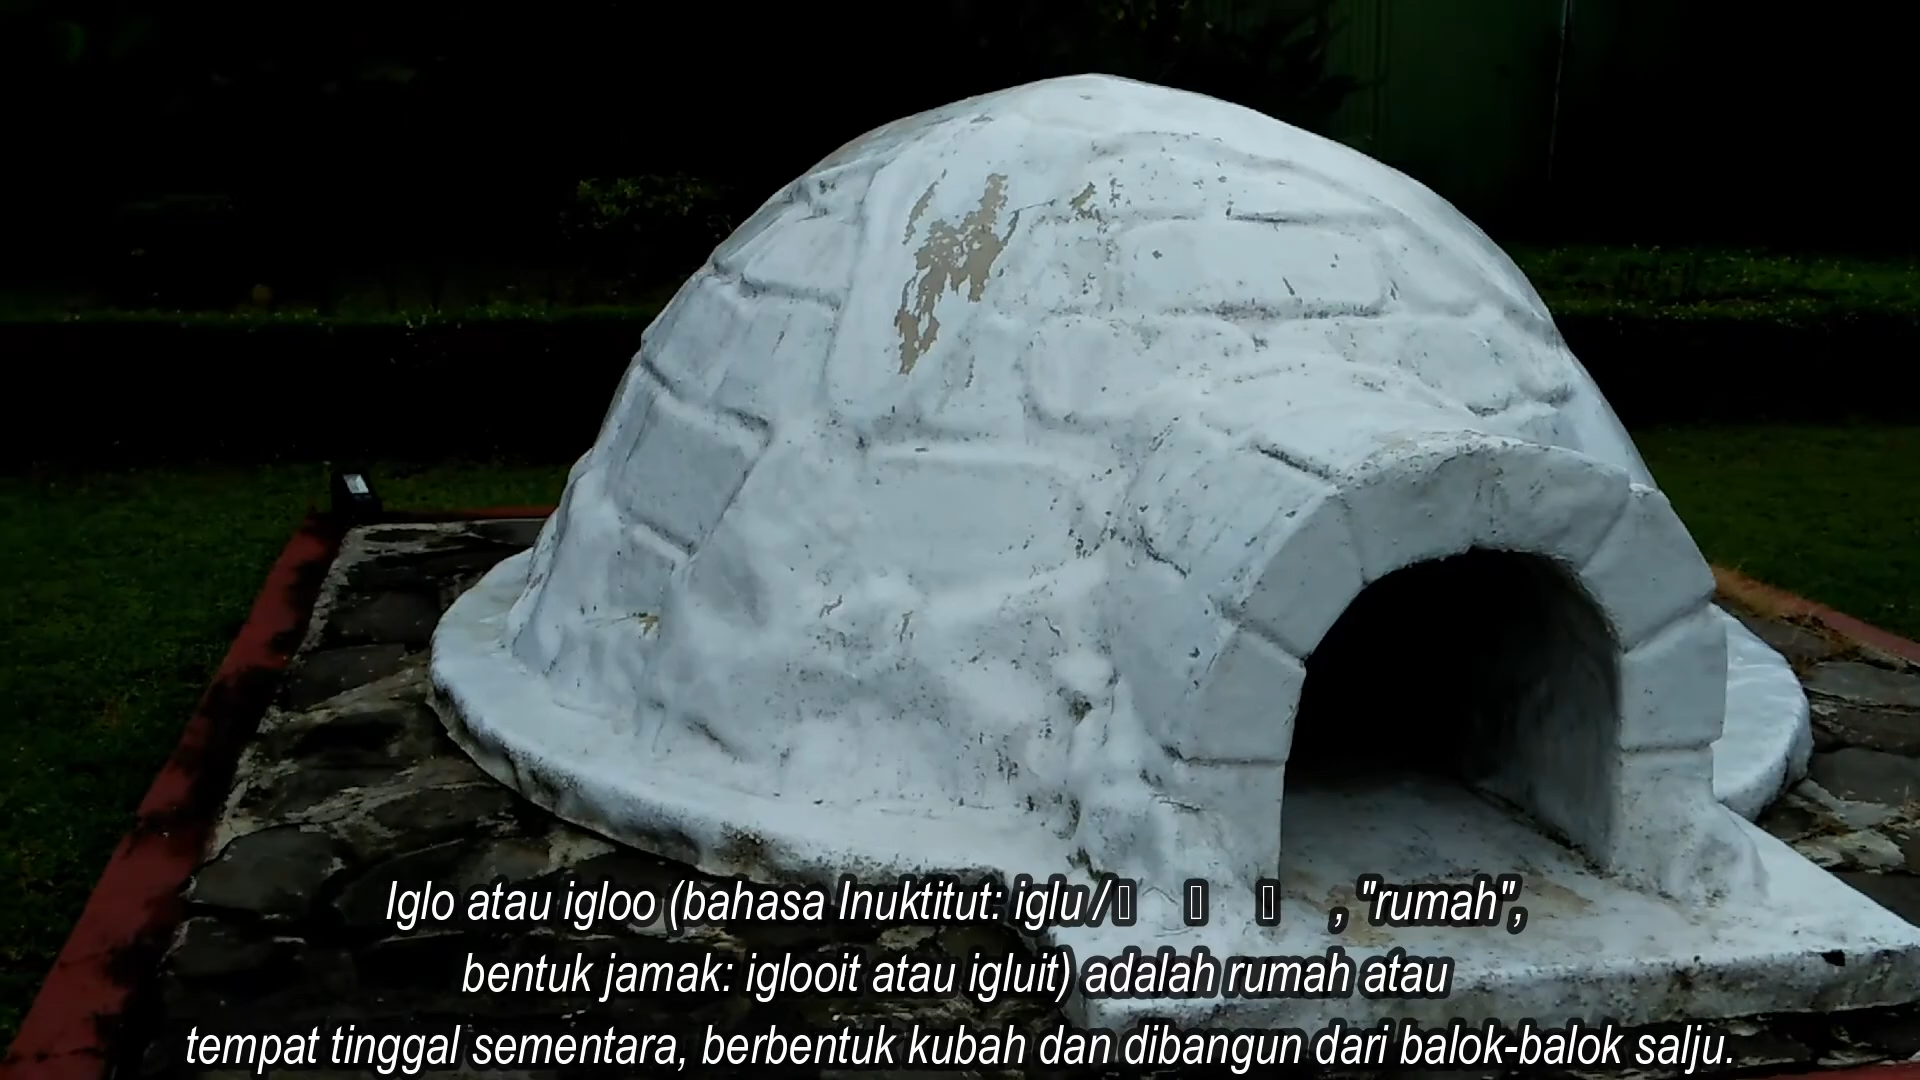 Iglo atau igloo (bahasa Inuktitut: iglu / , "rumah",
bentuk jamak: iglooit atau igluit) adalah rumah atau
tempat tinggal sementara, berbentuk kubah dan dibangun dari balok-balok salju.